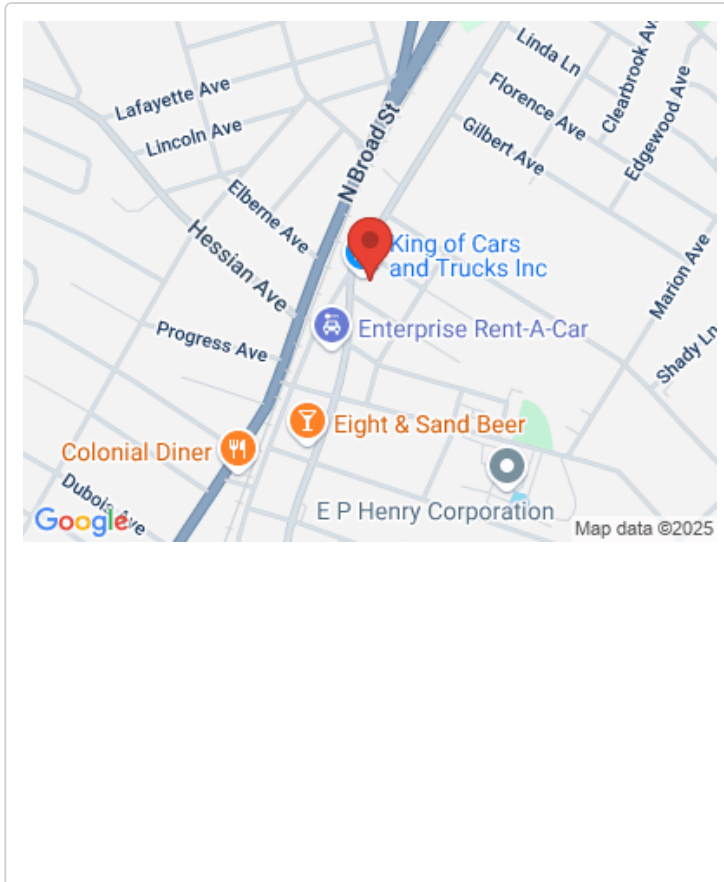 Linda Ln
Clearbrook Av
Lafayette Ave
Florence Ave
Edgewood Ave
Lincoln Ave
N Broad St
Gilbert Ave
Elberne Ave
King of Cars
and Trucks Inc
Hessian Ave
Marion Ave
Progress Ave
Enterprise Rent-A-Car
Shady Ln
Colonial Diner
Eight & Sand Beer
Dubois Ave
E P Henry Corporation
Google
Map data ©2025